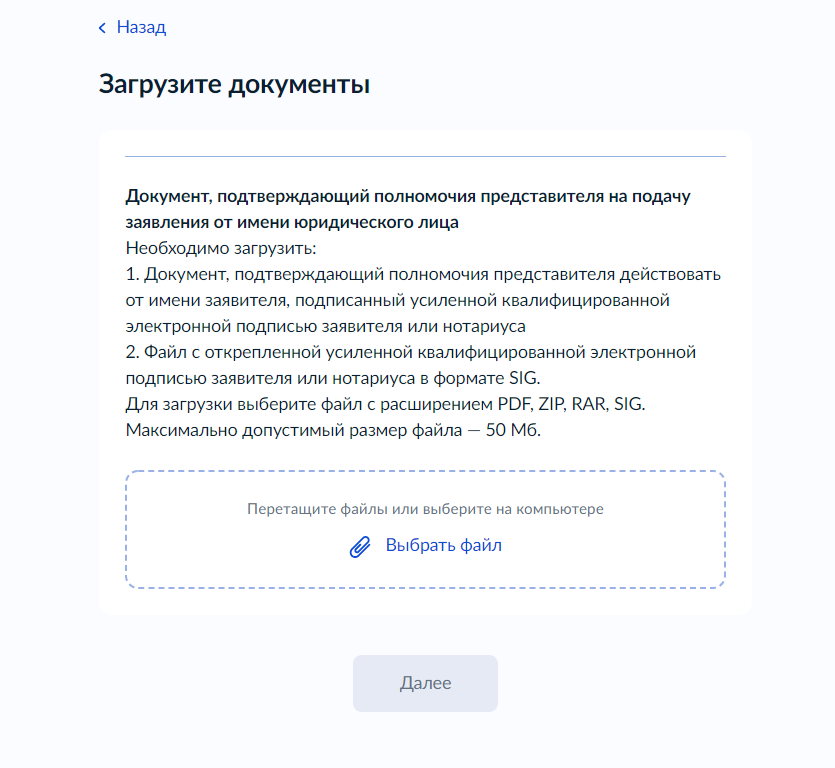 Назад
Загрузите документы
Документ, подтверждающий полномочия представителя на подачу
заявления от имени юридического лица
Необходимо загрузить:
1. Документ, подтверждающий полномочия представителя действовать
от имени заявителя, подписанный усиленной квалифицированной
электронной подписью заявителя или нотариуса
2. Файл с открепленной усиленной квалифицированной электронной
подписью заявителя или нотариуса в формате SIG.
Для загрузки выберите файл с расширением PDF, ZIP, RAR, SIG.
Максимально допустимый размер файла — 50 Мб.
Перетащите файлы или выберите на компьютере
Выбрать файл
Далее